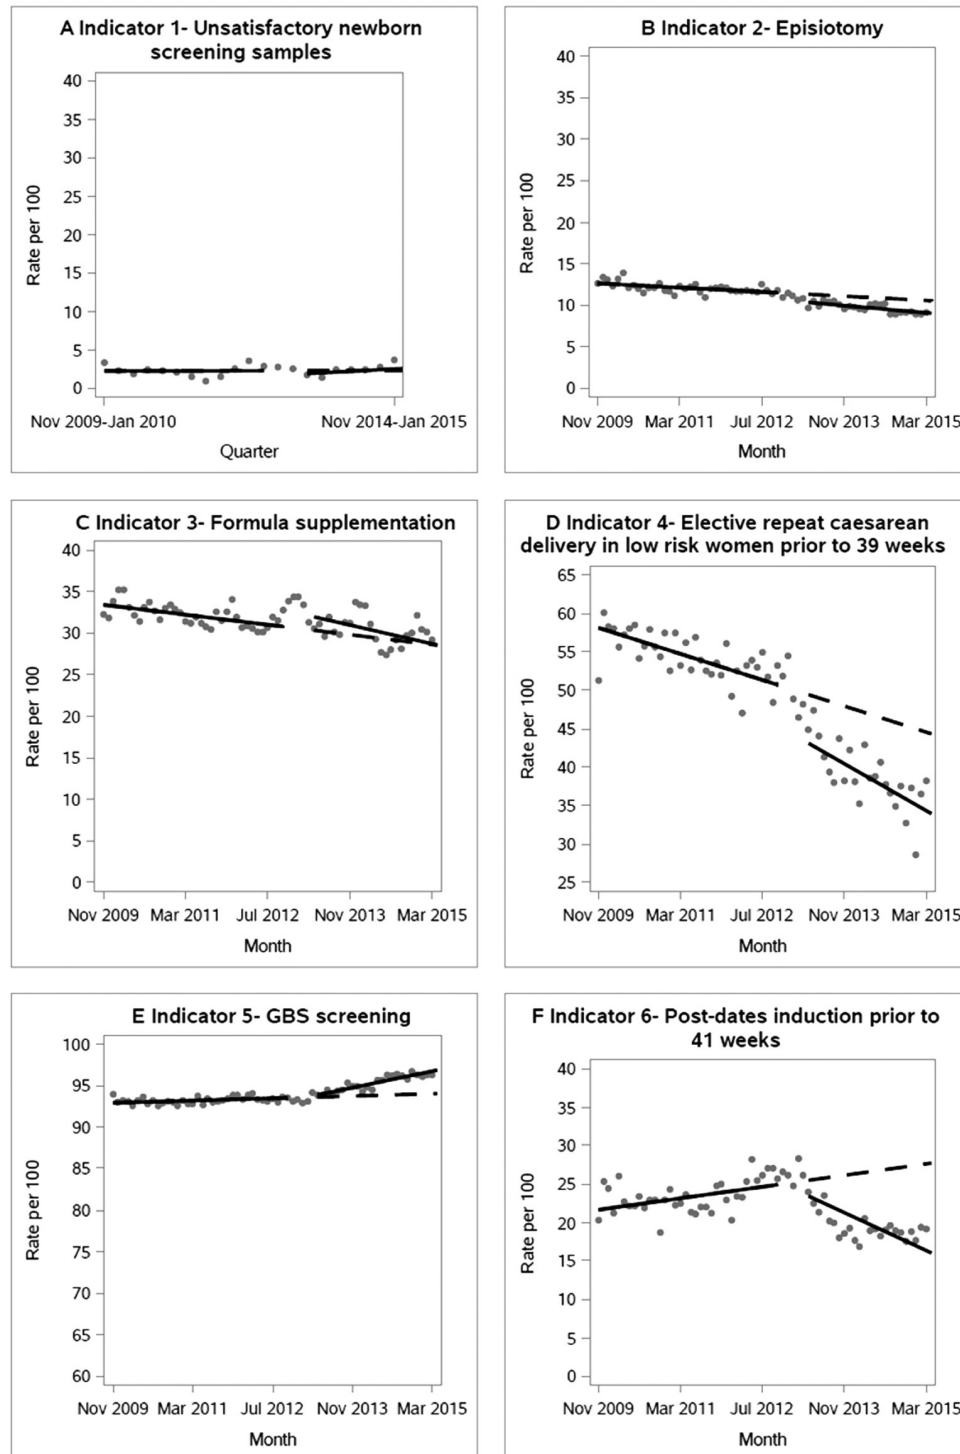 A Indicator 1- Unsatisfactory newborn
screening samples
40
35
30
25
20
15
10
5
0
Rate per 100
Nov 2009-Jan 2010
Nov 2014-Jan 2015
Quarter
B Indicator 2- Episiotomy
40
35
30
25
20
15
10
5
0
Rate per 100
Nov 2009
Mar 2011
Jul 2012
Nov 2013
Mar 2015
Month
C Indicator 3- Formula supplementation
40
35
30
25
20
15
10
5
0
Rate per 100
Nov 2009
Mar 2011
Jul 2012
Nov 2013
Mar 2015
Month
D Indicator 4- Elective repeat caesarean
delivery in low risk women prior to 39 weeks
65
60
55
50
45
40
35
30
25
Rate per 100
Nov 2009
Mar 2011
Jul 2012
Nov 2013
Mar 2015
Month
E Indicator 5- GBS screening
100
95
90
85
80
75
70
65
60
Rate per 100
Nov 2009
Mar 2011
Jul 2012
Nov 2013
Mar 2015
Month
F Indicator 6- Post-dates induction prior to
41 weeks
40
35
30
25
20
15
10
5
0
Rate per 100
Nov 2009
Mar 2011
Jul 2012
Nov 2013
Mar 2015
Month